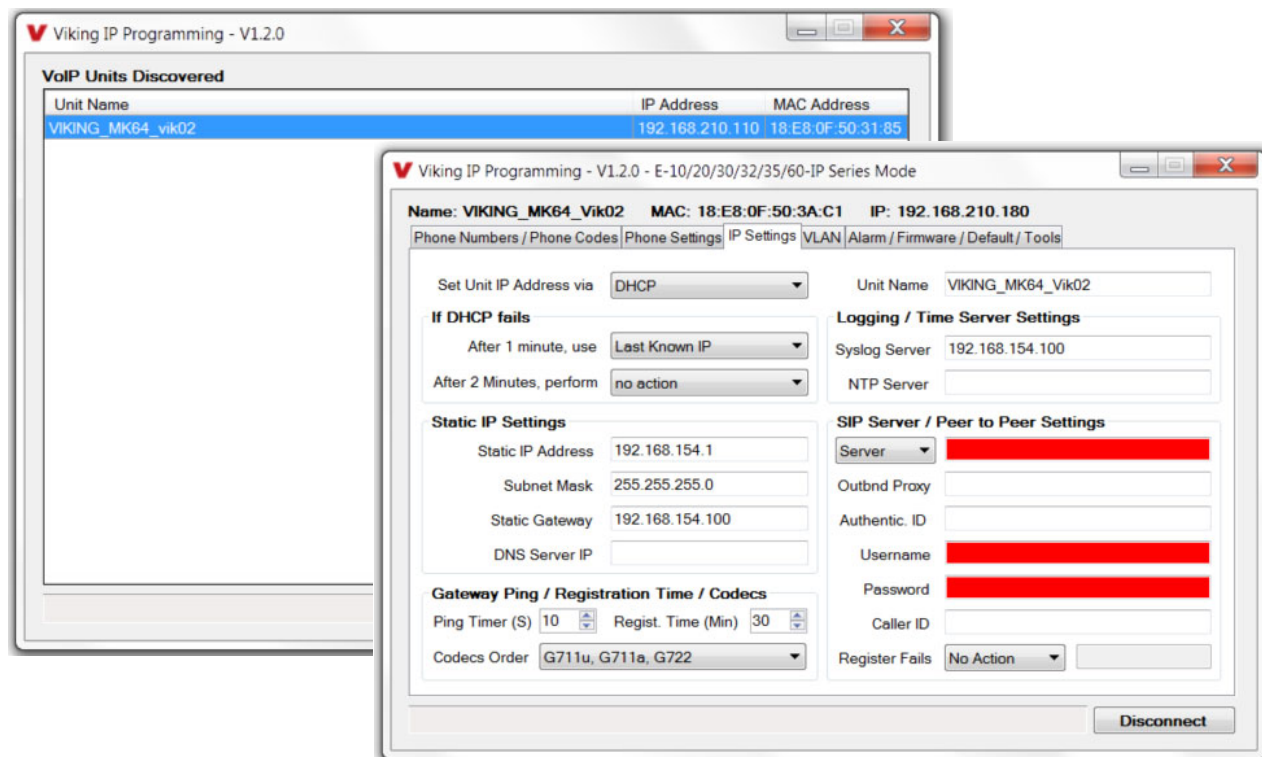 Viking IP Programming - V1.2.0
VoIP Units Discovered
Unit Name IP Address MAC Address
VIKING_MK64_vik02 192.168.210.110 18:E8:0F:50:31:85
Viking IP Programming - V1.2.0 - E-10/20/30/32/35/60-IP Series Mode
Name: VIKING_MK64_Vik02 MAC: 18:E8:0F:50:3A:C1 IP: 192.168.210.180
Phone Numbers / Phone Codes Phone Settings IP Settings VLAN Alarm / Firmware / Default / Tools
Set Unit IP Address via DHCP
If DHCP fails
After 1 minute, use Last Known IP
After 2 Minutes, perform no action
Static IP Settings
Static IP Address 192.168.154.1
Subnet Mask 255.255.255.0
Static Gateway 192.168.154.100
DNS Server IP
Gateway Ping / Registration Time / Codecs
Ping Timer (S) 10 Regist. Time (Min) 30
Codecs Order G711u, G711a, G722
Unit Name VIKING_MK64_Vik02
Logging / Time Server Settings
Syslog Server 192.168.154.100
NTP Server
SIP Server / Peer to Peer Settings
Server
Outbnd Proxy
Authentic. ID
Username
Password
Caller ID
Register Fails No Action
Disconnect